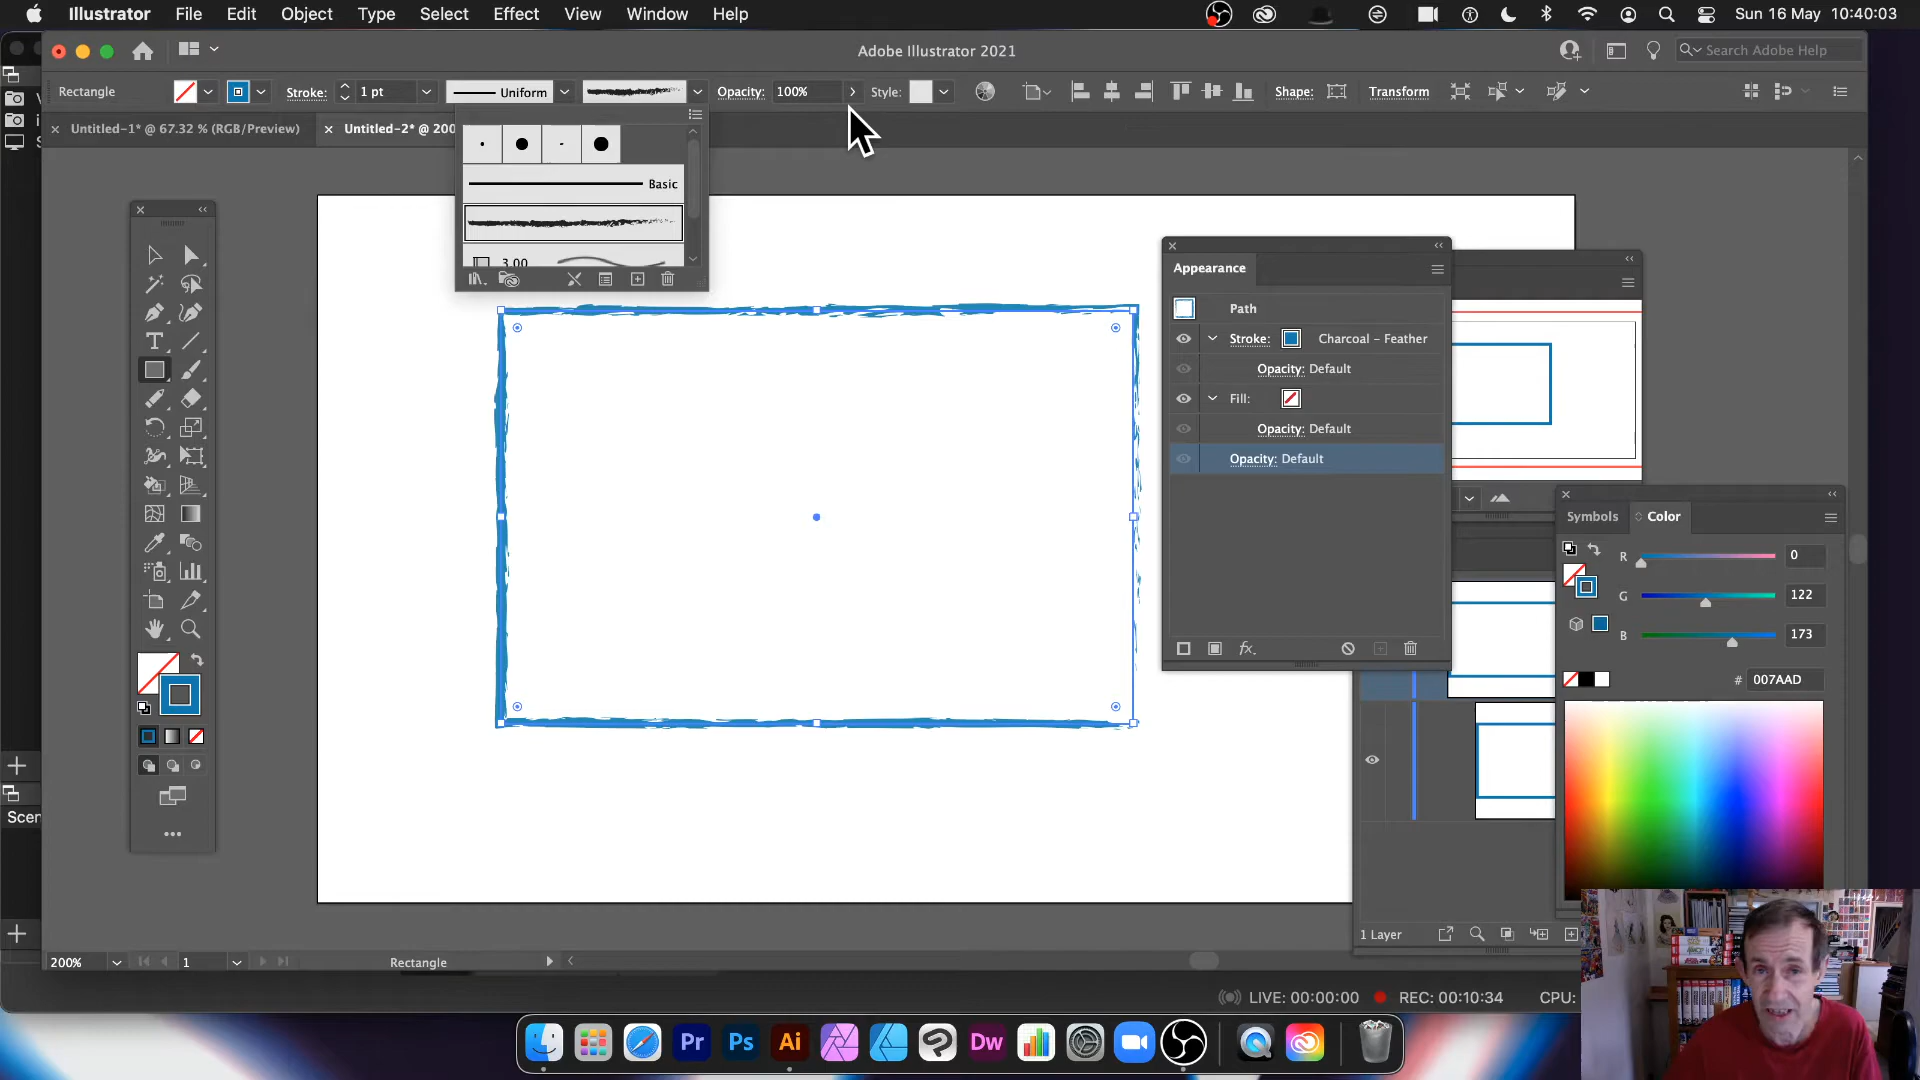 Illustrator File Edit Object Type Select Effect View Window Help
Sun 16 May 10:40:03
Adobe Illustrator 2021
Search Adobe Help
Rectangle
Stroke: 1 pt
Uniform
Opacity: 100%
Style:
Shape:
Transform
Untitled-1* @ 67.32 % (RGB/Preview)
Untitled-2* @ 200
Basic
3.00
Appearance
Path
Stroke: Charcoal - Feather
Opacity: Default
Fill:
Opacity: Default
Opacity: Default
Symbols
Color
R 0
G 122
B 173
# 007AAD
Scen
1 Layer
200%
1
Rectangle
LIVE: 00:00:00
REC: 00:10:34
CPU:
Pr
Ps
Ai
Dw